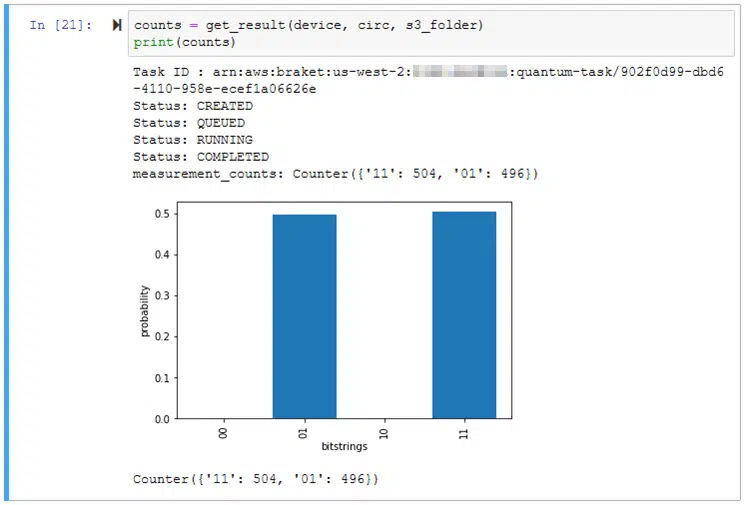 In [21]: counts = get_result(device, circ, s3_folder)
print(counts)
Task ID : arn:aws:braket:us-west-2: :quantum-task/902f0d99-dbd6
-4110-958e-ecef1a06626e
Status: CREATED
Status: QUEUED
Status: RUNNING
Status: COMPLETED
measurement_counts: Counter({'11': 504, '01': 496})
0.5
0.4
0.3
0.2
0.1
0.0
probability
00 01 10 11
bitstrings
Counter({'11': 504, '01': 496})